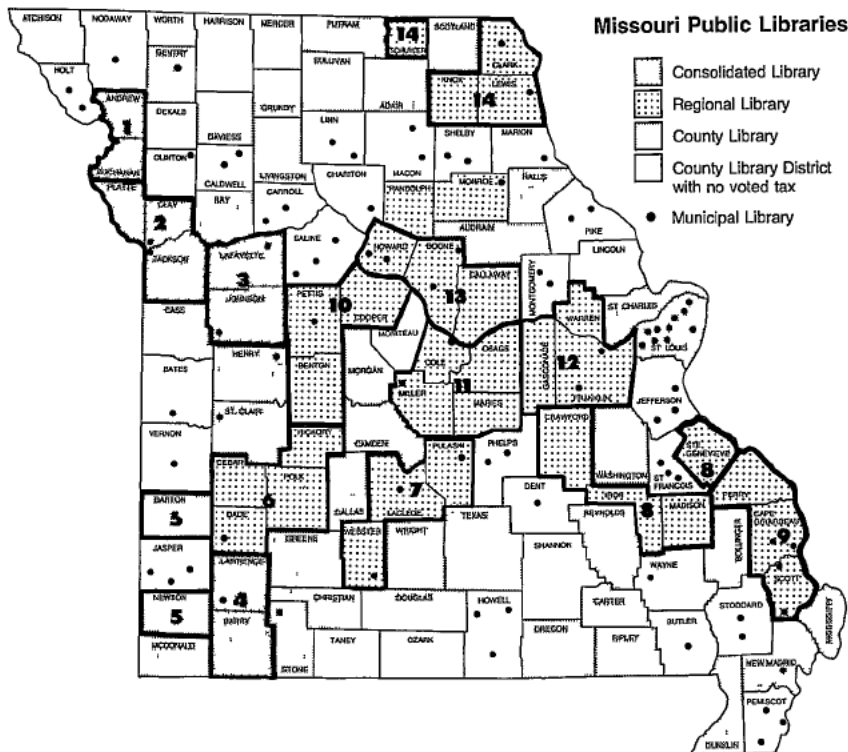 Missouri Public Libraries
Consolidated Library
Regional Library
County Library
County Library District
with no voted tax
Municipal Library
ATCHISON
NODAWAY
WORTH
HARRISON
MERCER
PUTNAM
14
SCHUYLER
SCOTLAND
CLARK
HOLT
GENTRY
SULLIVAN
ADAIR
KNOX
LEWIS
14
ANDREW
1
DEKALB
DAVIESS
GRUNDY
LINN
MACON
SHELBY
MARION
BUCHANAN
CLINTON
CALDWELL
LIVINGSTON
CHARITON
RANDOLPH
MONROE
RALLS
PLATTE
CLAY
2
RAY
CARROLL
AUDRAIN
PIKE
LINCOLN
JACKSON
LAFAYETTE
3
SALINE
HOWARD
BOONE
13
CALLAWAY
MONTGOMERY
WARREN
ST. CHARLES
ST. LOUIS
CASS
JOHNSON
PETTIS
10
COOPER
MONITEAU
COLE
OSAGE
GASCONADE
12
FRANKLIN
JEFFERSON
BATES
HENRY
BENTON
MORGAN
MILLER
11
MARIES
CRAWFORD
WASHINGTON
STE.
GENEVIEVE
8
ST.
FRANCOIS
VERNON
ST. CLAIR
HICKORY
CAMDEN
PULASKI
PHELPS
DENT
IRON
8
MADISON
PERRY
CAPE
GIRARDEAU
9
BARTON
5
CEDAR
6
POLK
DALLAS
LACLEDE
7
TEXAS
REYNOLDS
BOLLINGER
SCOTT
DADE
GREENE
WEBSTER
WRIGHT
SHANNON
WAYNE
JASPER
LAWRENCE
4
CHRISTIAN
DOUGLAS
HOWELL
CARTER
STODDARD
MISSISSIPPI
NEWTON
5
BARRY
STONE
TANEY
OZARK
OREGON
RIPLEY
BUTLER
NEW MADRID
MCDONALD
PEMISCOT
DUNKLIN